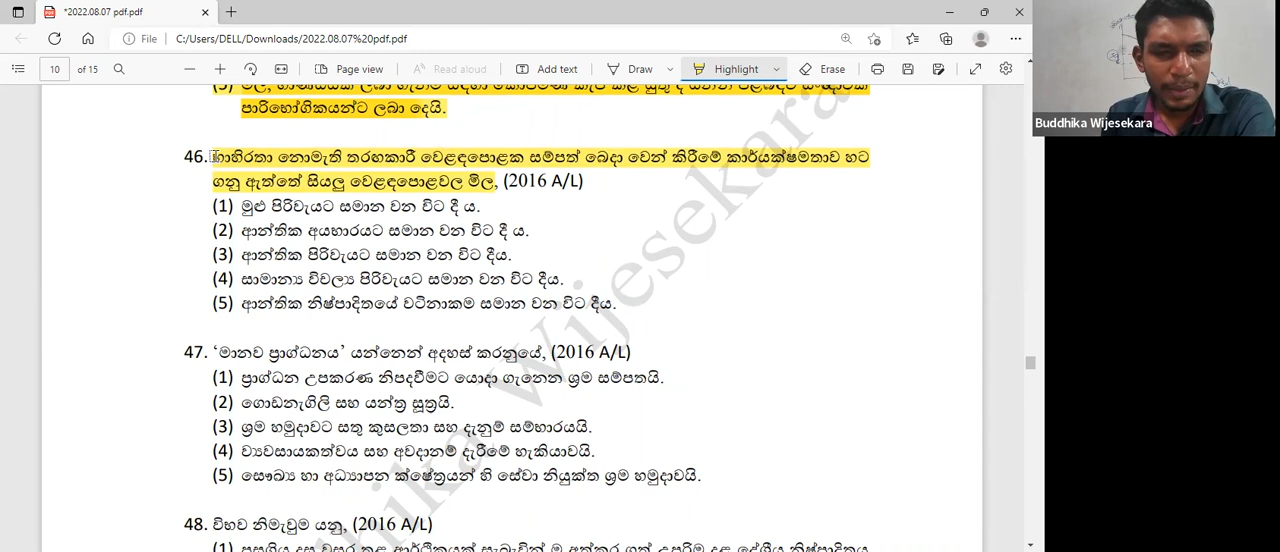 *2022.08.07 pdf.pdf
File
C:/Users/DELL/Downloads/2022.08.07%20pdf.pdf
10 of 15
Page view
Read aloud
Add text
Draw
Highlight
Erase
පාරිභෝගිකයන්ට ලබා දෙයි.
46. බාහිරතා නොමැති තරඟකාරී වෙළඳපොළක සම්පත් බෙදා වෙන් කිරීමේ කාර්යක්ෂමතාව හට
ගනු ඇත්තේ සියලු වෙළඳපොළවල මිල, (2016 A/L)
(1) මුළු පිරිවැයට සමාන වන විට දී ය.
(2) ආන්තික අයභාරයට සමාන වන විට දී ය.
(3) ආන්තික පිරිවැයට සමාන වන විට දීය.
(4) සාමාන්‍ය විචල්‍ය පිරිවැයට සමාන වන විට දීය.
(5) ආන්තික නිෂ්පාදිතයේ වටිනාකම සමාන වන විට දීය.
47. ‘මානව ප්‍රාග්ධනය’ යන්නෙන් අදහස් කරනුයේ, (2016 A/L)
(1) ප්‍රාග්ධන උපකරණ නිපදවීමට යොදා ගැනෙන ශ්‍රම සම්පතයි.
(2) ගොඩනැගිලි සහ යන්ත්‍ර සූත්‍රයි.
(3) ශ්‍රම හමුදාවට සතු කුසලතා සහ දැනුම් සම්භාරයයි.
(4) ව්‍යවසායකත්වය සහ අවදානම් දැරීමේ හැකියාවයි.
(5) සෞඛ්‍ය හා අධ්‍යාපන ක්ෂේත්‍රයන් හි සේවා නියුක්ත ශ්‍රම හමුදාවයි.
48. විභව නිමැවුම යනු, (2016 A/L)
Buddhika Wijesekara